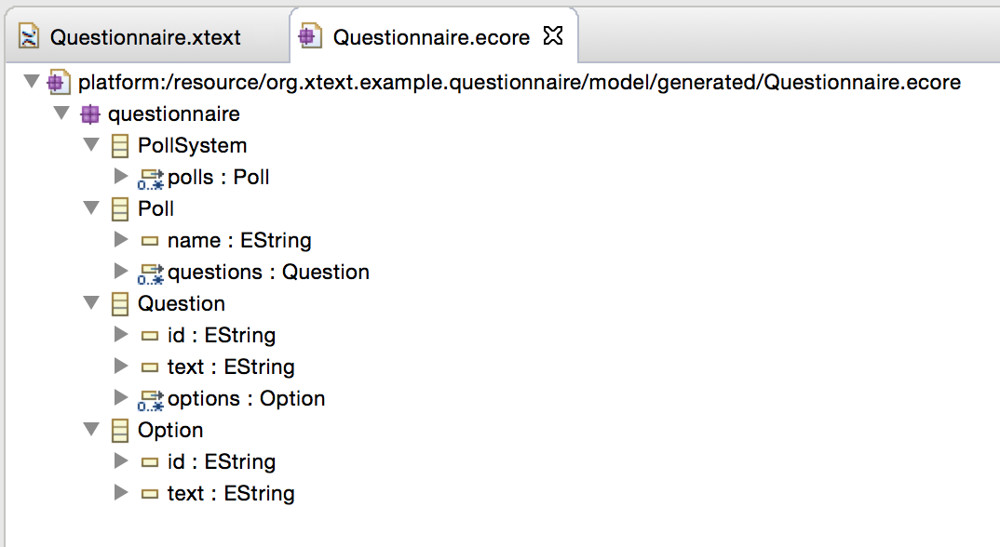 Questionnaire.xtext
Questionnaire.ecore
platform:/resource/org.xtext.example.questionnaire/model/generated/Questionnaire.ecore
questionnaire
PollSystem
0..* polls : Poll
Poll
name : EString
0..* questions : Question
Question
id : EString
text : EString
0..* options : Option
Option
id : EString
text : EString